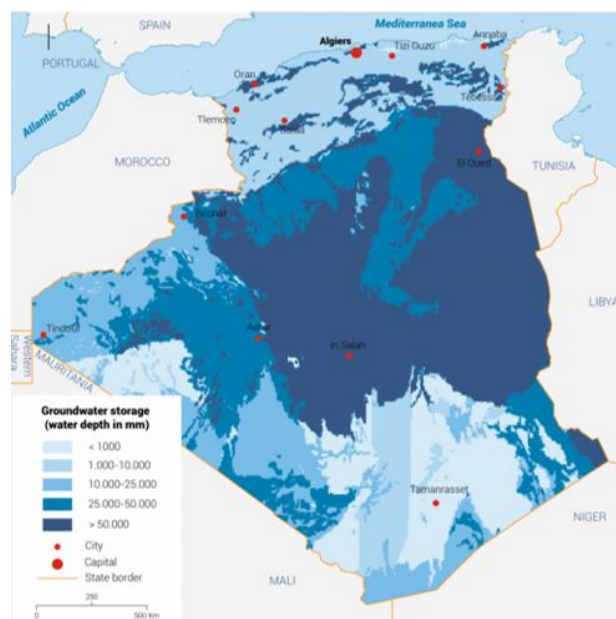 Mediterranea Sea
SPAIN
Algiers
Annaba
Tizi Ouzu
PORTUGAL
Oran
Tebessa
Atlantic Ocean
Tlemcen
Saida
MOROCCO
TUNISIA
El Oued
Bechar
LIBYA
Tindouf
Adrar
In Salah
Western
Sahara
MAURITANIA
Groundwater storage
(water depth in mm)
< 1000
1.000-10.000
10.000-25.000
25.000-50.000
> 50.000
City
Capital
State border
250
0
500 Km
Tamanrasset
NIGER
MALI